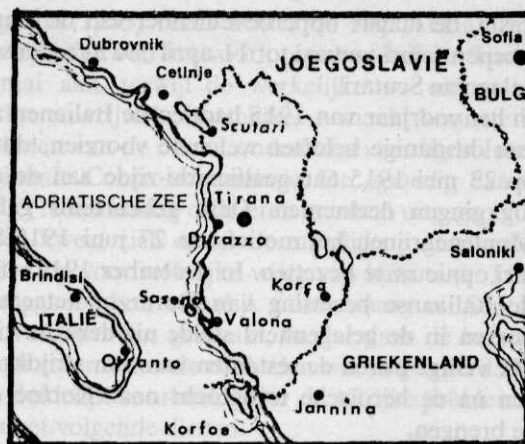 Dubrovnik
Sofia
Cetinje
JOEGOSLAVIË
BULG
Scutari
ADRIATISCHE ZEE
Tirana
Durazzo
Saloniki
Brindisi
Korça
Saseno
ITALIË
Valona
Otranto
GRIEKENLAND
Jannina
Korfoe